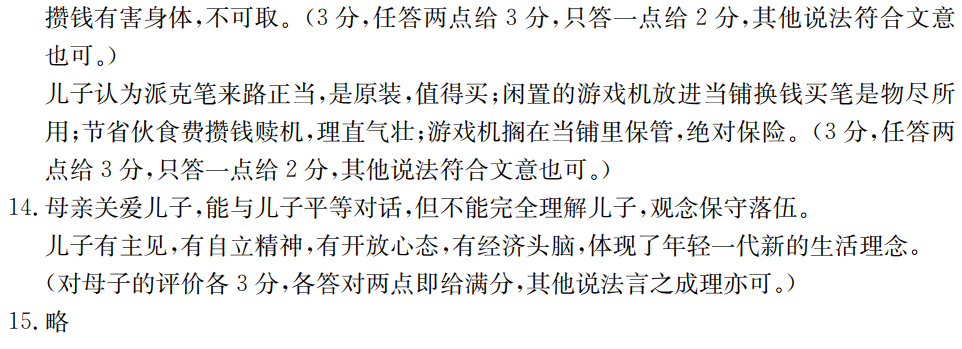 攒钱有害身体,不可取。(3 分,任答两点给 3 分,只答一点给 2 分,其他说法符合文意
也可。)
儿子认为派克笔来路正当,是原装,值得买;闲置的游戏机放进当铺换钱买笔是物尽所
用;节省伙食费攒钱赎机,理直气壮;游戏机搁在当铺里保管,绝对保险。(3 分,任答两
点给 3 分,只答一点给 2 分,其他说法符合文意也可。)
14. 母亲关爱儿子,能与儿子平等对话,但不能完全理解儿子,观念保守落伍。
儿子有主见,有自立精神,有开放心态,有经济头脑,体现了年轻一代新的生活理念。
(对母子的评价各 3 分,各答对两点即给满分,其他说法言之成理亦可。)
15. 略